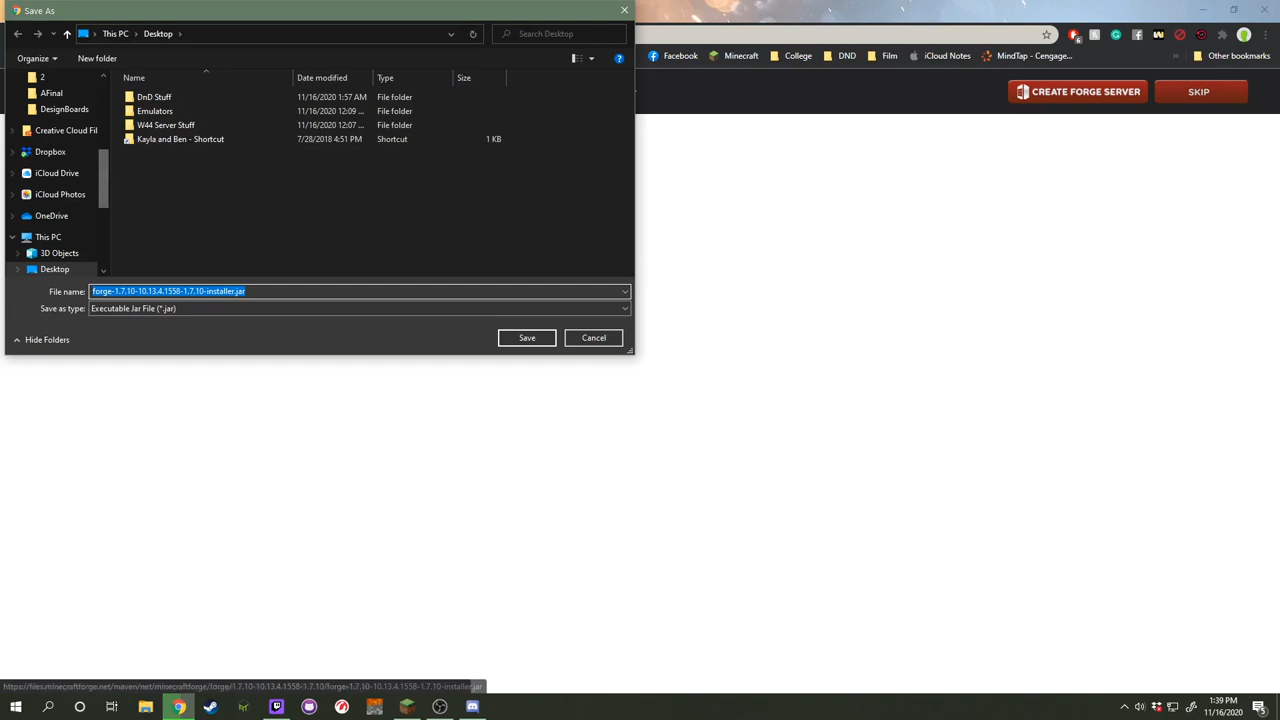 Save As
This PC
Desktop
Search Desktop
Organize
New folder
Facebook
Minecraft
College
DND
Film
iCloud Notes
MindTap - Cengage...
Other bookmarks
CREATE FORGE SERVER
SKIP
Name
Date modified
Type
Size
DnD Stuff
11/16/2020 1:57 AM
File folder
Emulators
11/16/2020 12:09 ...
File folder
W44 Server Stuff
11/16/2020 12:07 ...
File folder
Kayla and Ben - Shortcut
7/28/2018 4:51 PM
Shortcut
1 KB
2
AFinal
DesignBoards
Creative Cloud Fil
Dropbox
iCloud Drive
iCloud Photos
OneDrive
This PC
3D Objects
Desktop
File name:
forge-1.7.10-10.13.4.1558-1.7.10-installer.jar
Save as type:
Executable Jar File (*.jar)
Hide Folders
Save
Cancel
https://files.minecraftforge.net/maven/net/minecraftforge/forge/1.7.10-10.13.4.1558-1.7.10/forge-1.7.10-10.13.4.1558-1.7.10-installer.jar
1:39 PM
11/16/2020
5